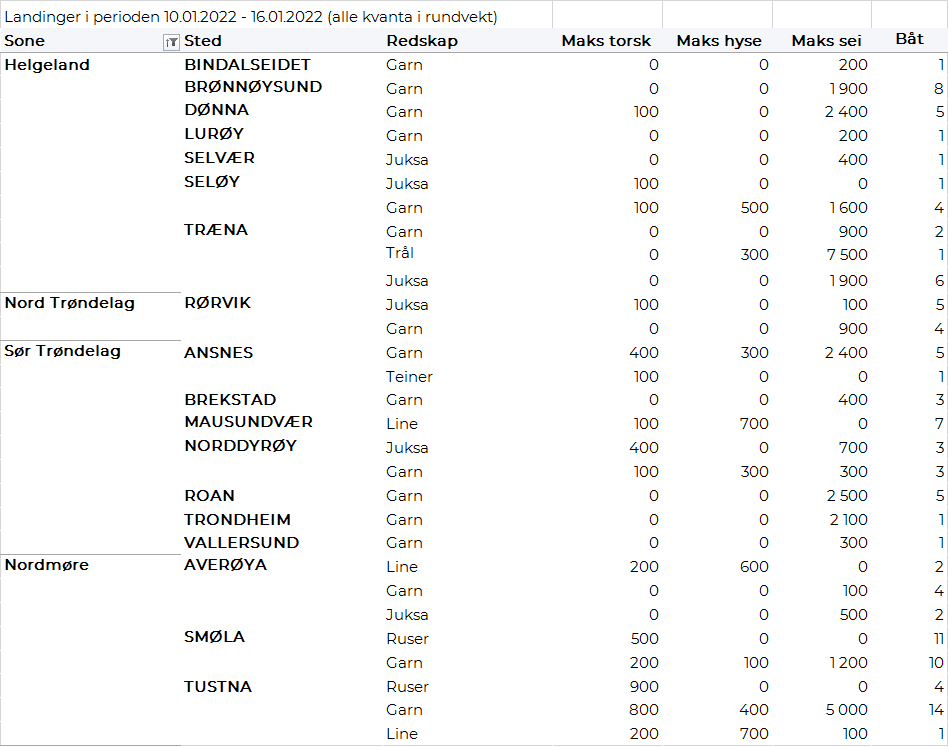 Landinger i perioden 10.01.2022 - 16.01.2022 (alle kvanta i rundvekt)
Sone Sted Redskap Maks torsk Maks hyse Maks sei Båt
Helgeland BINDALSEIDET Garn 0 0 200 1
BRØNNØYSUND Garn 0 0 1 900 8
DØNNA Garn 100 0 2 400 5
LURØY Garn 0 0 200 1
SELVÆR Juksa 0 0 400 1
SELØY Juksa 100 0 0 1
Garn 100 500 1 600 4
TRÆNA Garn 0 0 900 2
Trål 0 300 7 500 1
Juksa 0 0 1 900 6
Nord Trøndelag RØRVIK Juksa 100 0 100 5
Garn 0 0 900 4
Sør Trøndelag ANSNES Garn 400 300 2 400 5
Teiner 100 0 0 1
BREKSTAD Garn 0 0 400 3
MAUSUNDVÆR Line 100 700 0 7
NORDDYRØY Juksa 400 0 700 3
Garn 100 300 300 3
ROAN Garn 0 0 2 500 5
TRONDHEIM Garn 0 0 2 100 1
VALLERSUND Garn 0 0 300 1
Nordmøre AVERØYA Line 200 600 0 2
Garn 0 0 100 4
Juksa 0 0 500 2
SMØLA Ruser 500 0 0 11
Garn 200 100 1 200 10
TUSTNA Ruser 900 0 0 4
Garn 800 400 5 000 14
Line 200 700 100 1